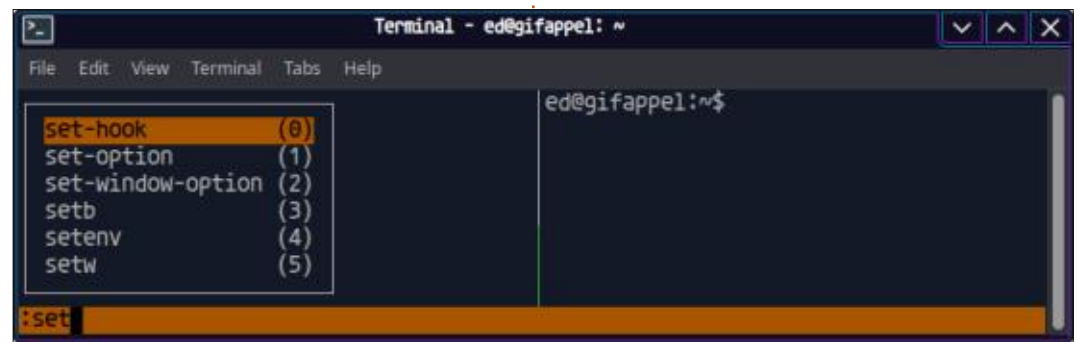 Terminal - ed@gifappel: ~
File Edit View Terminal Tabs Help
ed@gifappel:~$
set-hook (0)
set-option (1)
set-window-option (2)
setb (3)
setenv (4)
setw (5)
:set